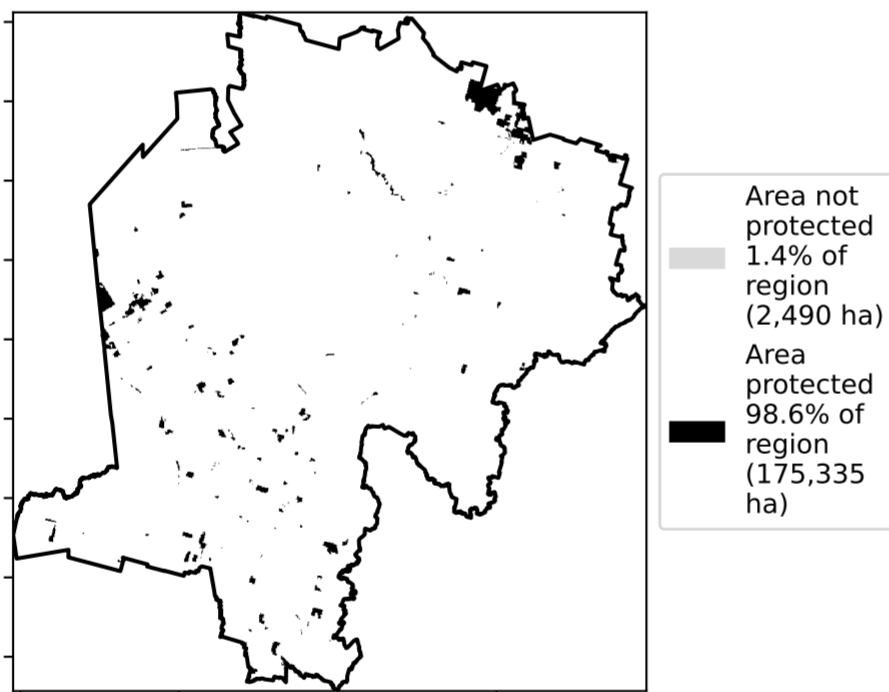 Area not
protected
1.4% of
region
(2,490 ha)
Area
protected
98.6% of
region
(175,335
ha)